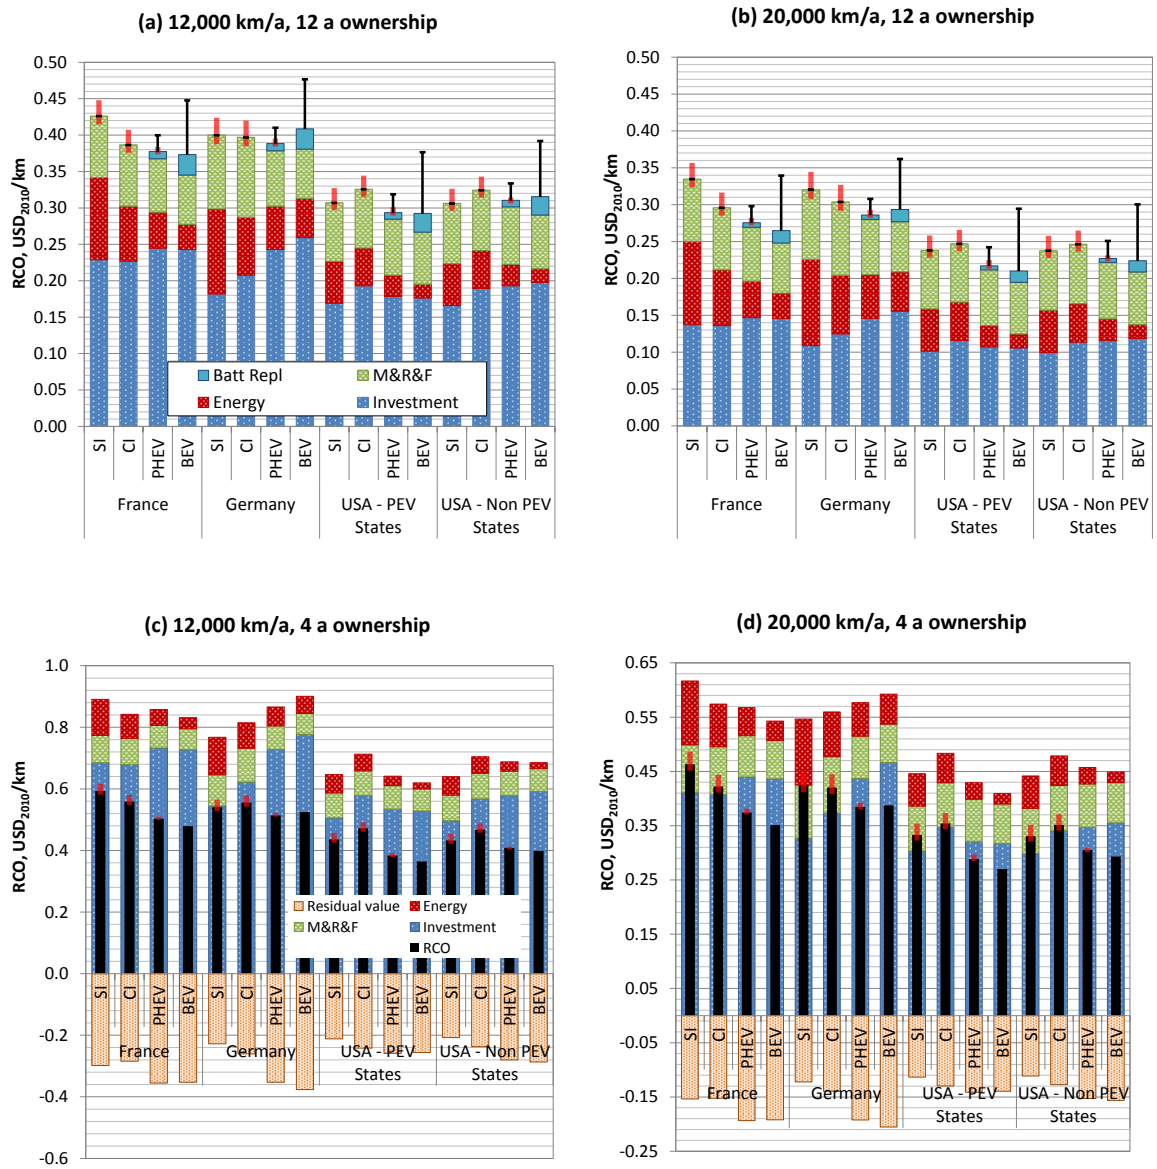 (a) 12,000 km/a, 12 a ownership
RCO, USD2010/km
0.50
0.45
0.40
0.35
0.30
0.25
0.20
0.15
0.10
0.05
0.00
Batt Repl
M&R&F
Energy
Investment
SI
CI
PHEV
BEV
SI
CI
PHEV
BEV
SI
CI
PHEV
BEV
SI
CI
PHEV
BEV
France
Germany
USA - PEV
States
USA - Non PEV
States
(b) 20,000 km/a, 12 a ownership
RCO, USD2010/km
0.50
0.45
0.40
0.35
0.30
0.25
0.20
0.15
0.10
0.05
0.00
SI
CI
PHEV
BEV
SI
CI
PHEV
BEV
SI
CI
PHEV
BEV
SI
CI
PHEV
BEV
France
Germany
USA - PEV
States
USA - Non PEV
States
(c) 12,000 km/a, 4 a ownership
RCO, USD2010/km
1.0
0.8
0.6
0.4
0.2
0.0
-0.2
-0.4
-0.6
Residual value
Energy
M&R&F
Investment
RCO
SI
CI
PHEV
BEV
SI
CI
PHEV
BEV
SI
CI
PHEV
BEV
SI
CI
PHEV
BEV
France
Germany
USA - PEV
States
USA - Non PEV
States
(d) 20,000 km/a, 4 a ownership
RCO, USD2010/km
0.65
0.55
0.45
0.35
0.25
0.15
0.05
-0.05
-0.15
-0.25
SI
CI
PHEV
BEV
SI
CI
PHEV
BEV
SI
CI
PHEV
BEV
SI
CI
PHEV
BEV
France
Germany
USA - PEV
States
USA - Non PEV
States